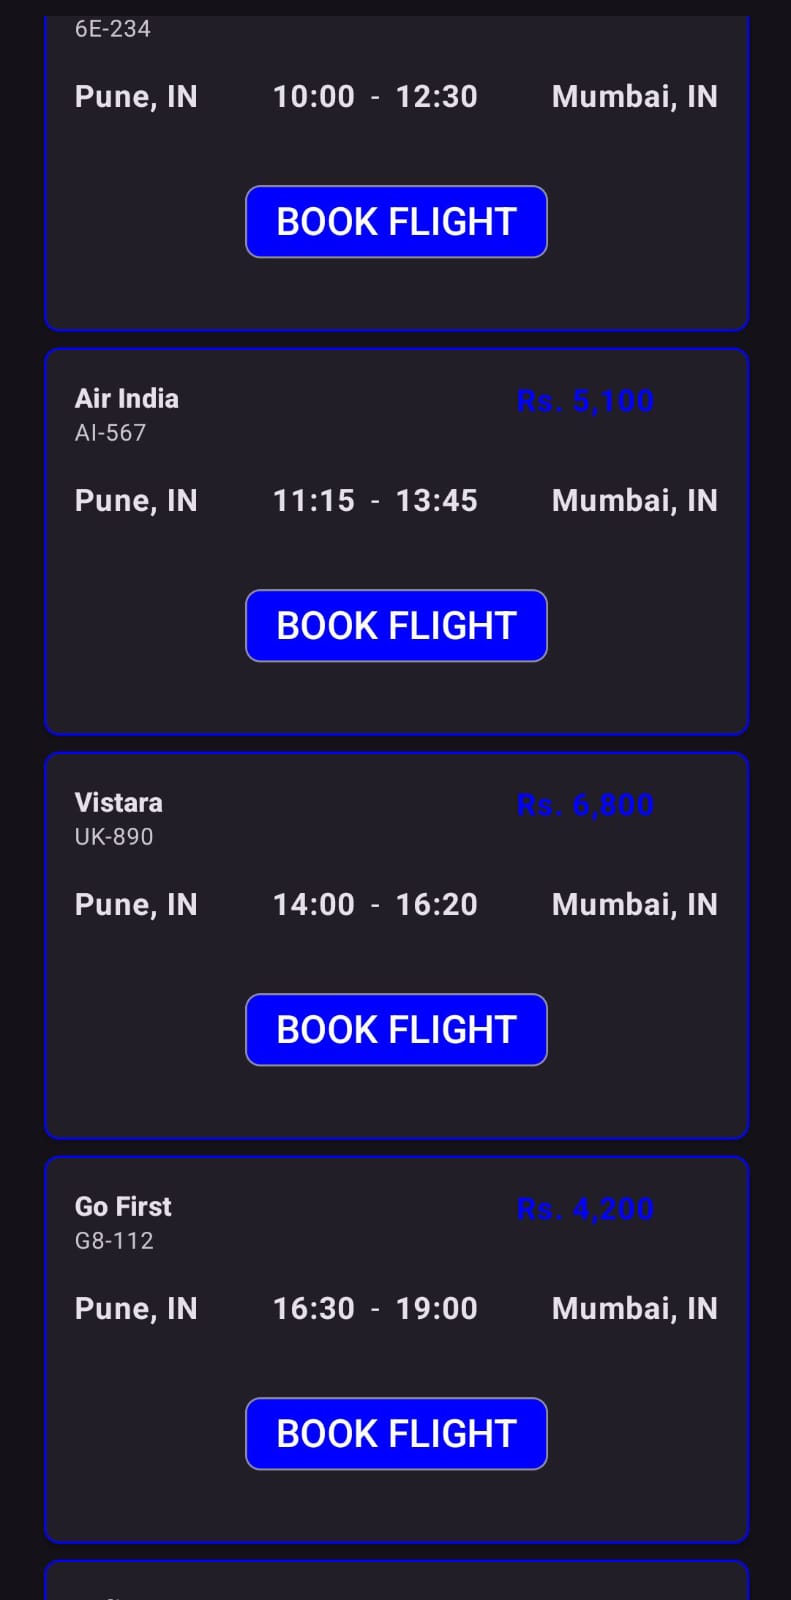 6E-234
Pune, IN 10:00 - 12:30 Mumbai, IN
BOOK FLIGHT
Air India Rs. 5,100
AI-567
Pune, IN 11:15 - 13:45 Mumbai, IN
BOOK FLIGHT
Vistara Rs. 6,800
UK-890
Pune, IN 14:00 - 16:20 Mumbai, IN
BOOK FLIGHT
Go First Rs. 4,200
G8-112
Pune, IN 16:30 - 19:00 Mumbai, IN
BOOK FLIGHT